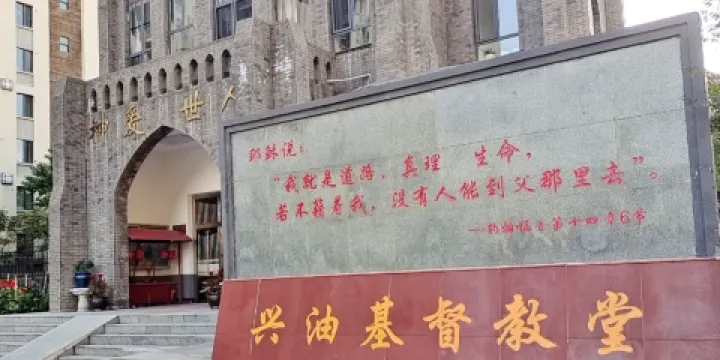 神爱世人
耶稣说：
“我就是道路，真理 生命，
若不藉着我，没有人能到父那里去”。
——约翰福音第十四章6节
兴油基督教堂